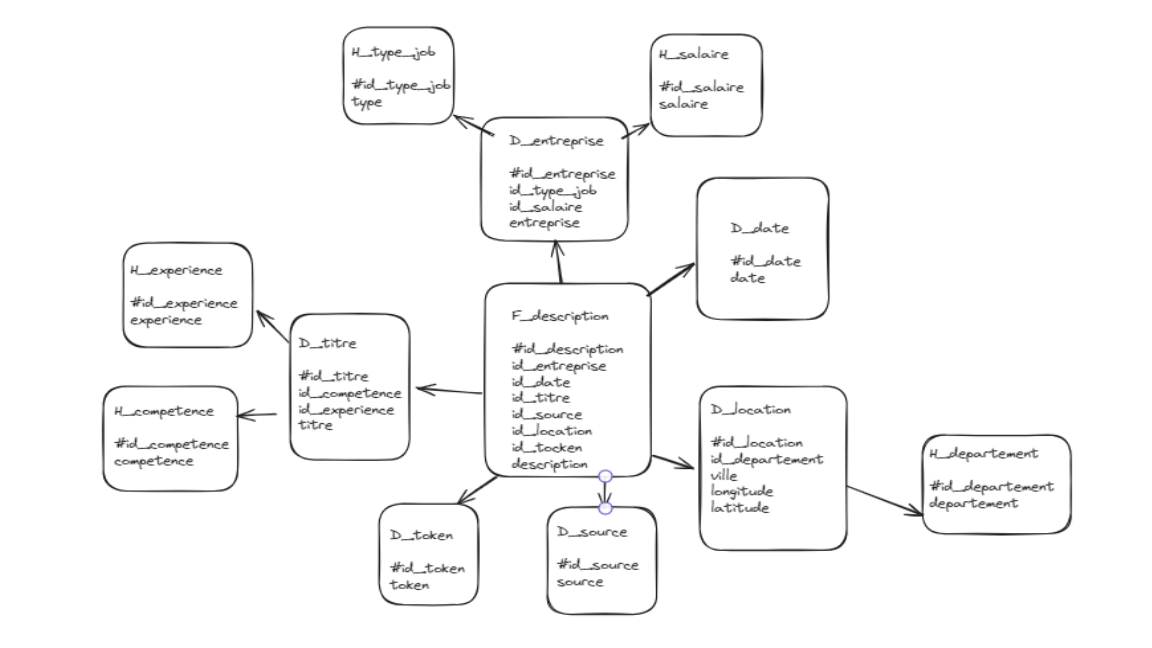 H_type_job
#id_type_job
type
H_salaire
#id_salaire
salaire
D_entreprise
#id_entreprise
id_type_job
id_salaire
entreprise
D_date
#id_date
date
H_experience
#id_experience
experience
F_description
#id_description
id_entreprise
id_date
id_titre
id_source
id_location
id_tocken
description
D_titre
#id_titre
id_competence
id_experience
titre
H_competence
#id_competence
competence
D_location
#id_location
id_departement
ville
longitude
latitude
H_departement
#id_departement
departement
D_token
#id_token
token
D_source
#id_source
source